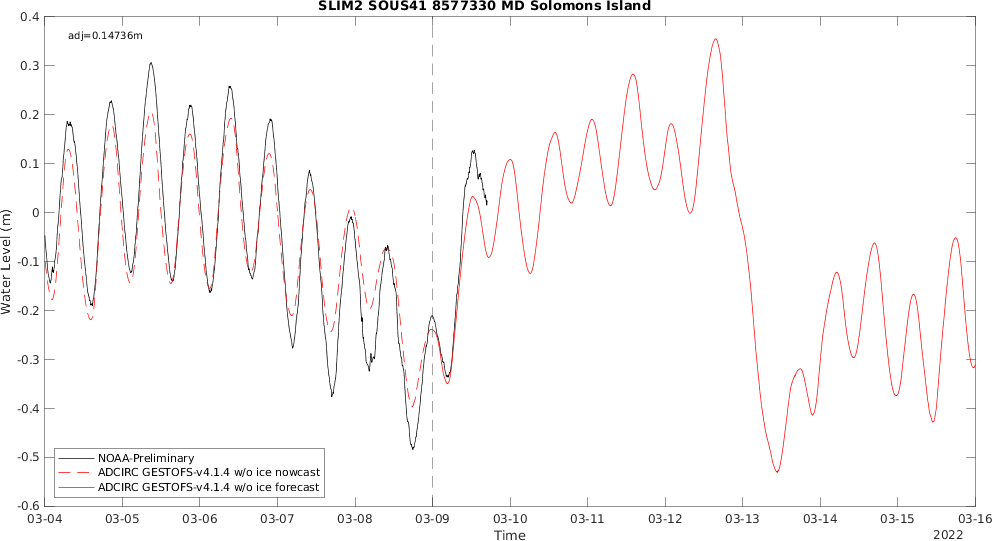 SLIM2 SOUS41 8577330 MD Solomons Island
adj=0.14736m
Water Level (m)
0.4
0.3
0.2
0.1
0
-0.1
-0.2
-0.3
-0.4
-0.5
-0.6
NOAA-Preliminary
ADCIRC GESTOFS-v4.1.4 w/o ice nowcast
ADCIRC GESTOFS-v4.1.4 w/o ice forecast
03-04 03-05 03-06 03-07 03-08 03-09 03-10 03-11 03-12 03-13 03-14 03-15 03-16
Time
2022